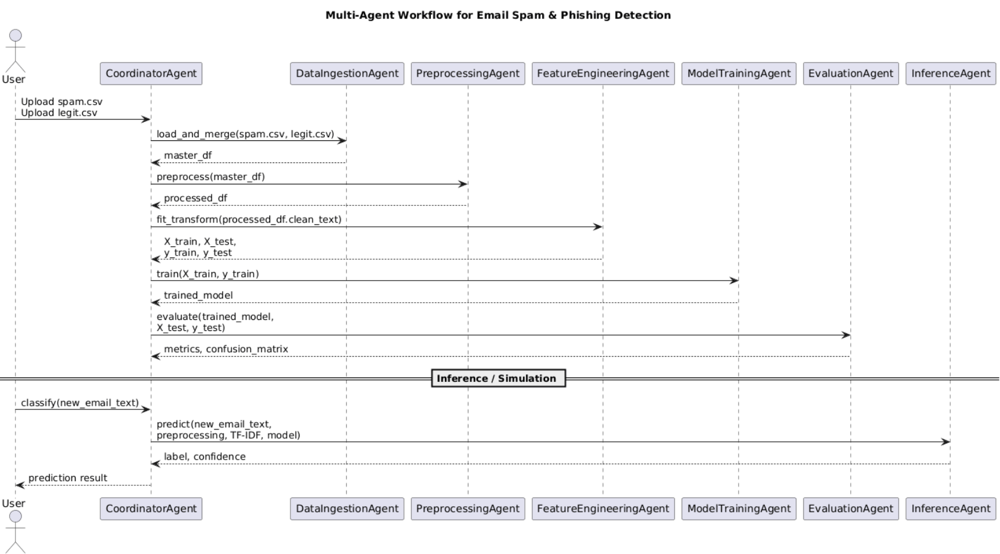 Multi-Agent Workflow for Email Spam & Phishing Detection
User
CoordinatorAgent
DataIngestionAgent
PreprocessingAgent
FeatureEngineeringAgent
ModelTrainingAgent
EvaluationAgent
InferenceAgent
Upload spam.csv
Upload legit.csv
load_and_merge(spam.csv, legit.csv)
master_df
preprocess(master_df)
processed_df
fit_transform(processed_df.clean_text)
X_train, X_test,
y_train, y_test
train(X_train, y_train)
trained_model
evaluate(trained_model,
X_test, y_test)
metrics, confusion_matrix
Inference / Simulation
classify(new_email_text)
predict(new_email_text,
preprocessing, TF-IDF, model)
label, confidence
prediction result
User
CoordinatorAgent
DataIngestionAgent
PreprocessingAgent
FeatureEngineeringAgent
ModelTrainingAgent
EvaluationAgent
InferenceAgent